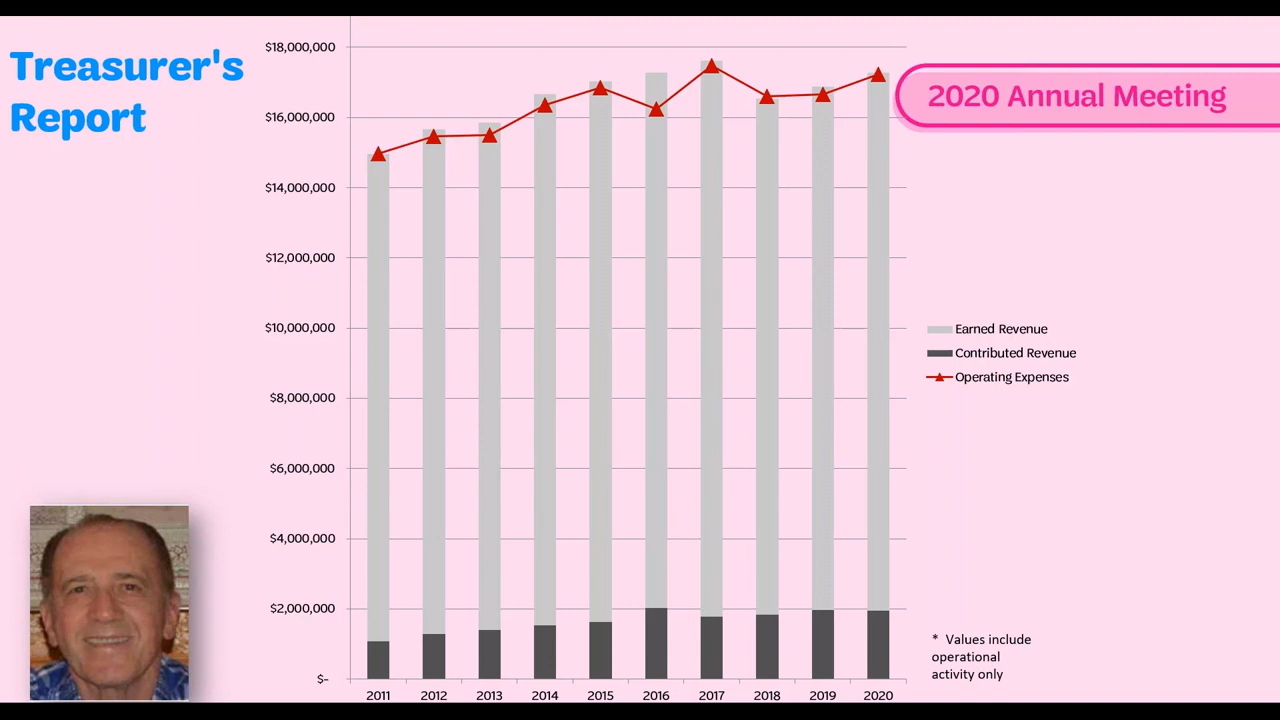 Treasurer's
Report
2020 Annual Meeting
$18,000,000
$16,000,000
$14,000,000
$12,000,000
$10,000,000
$8,000,000
$6,000,000
$4,000,000
$2,000,000
$-
2011 2012 2013 2014 2015 2016 2017 2018 2019 2020
Earned Revenue
Contributed Revenue
Operating Expenses
* Values include
operational
activity only